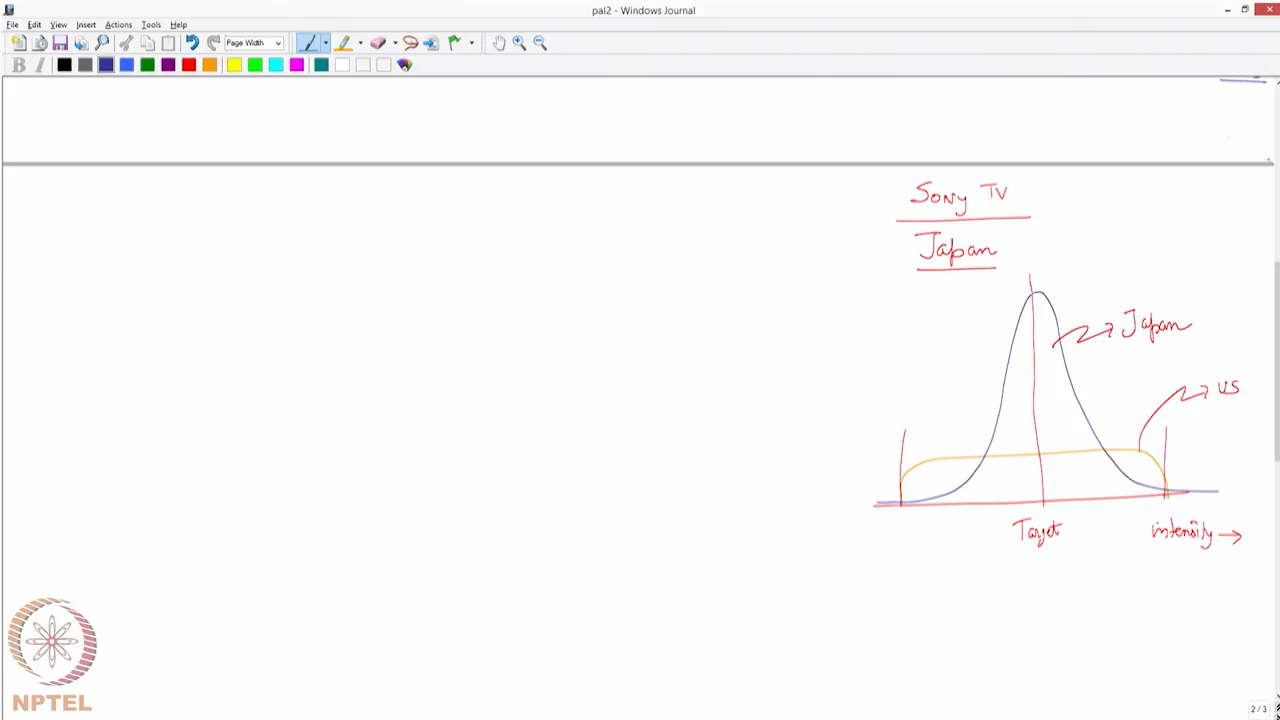 pal2 - Windows Journal
File Edit View Insert Actions Tools Help
Page Width
B I
Sony TV
Japan
Japan
US
Target
intensity
NPTEL
2 / 3